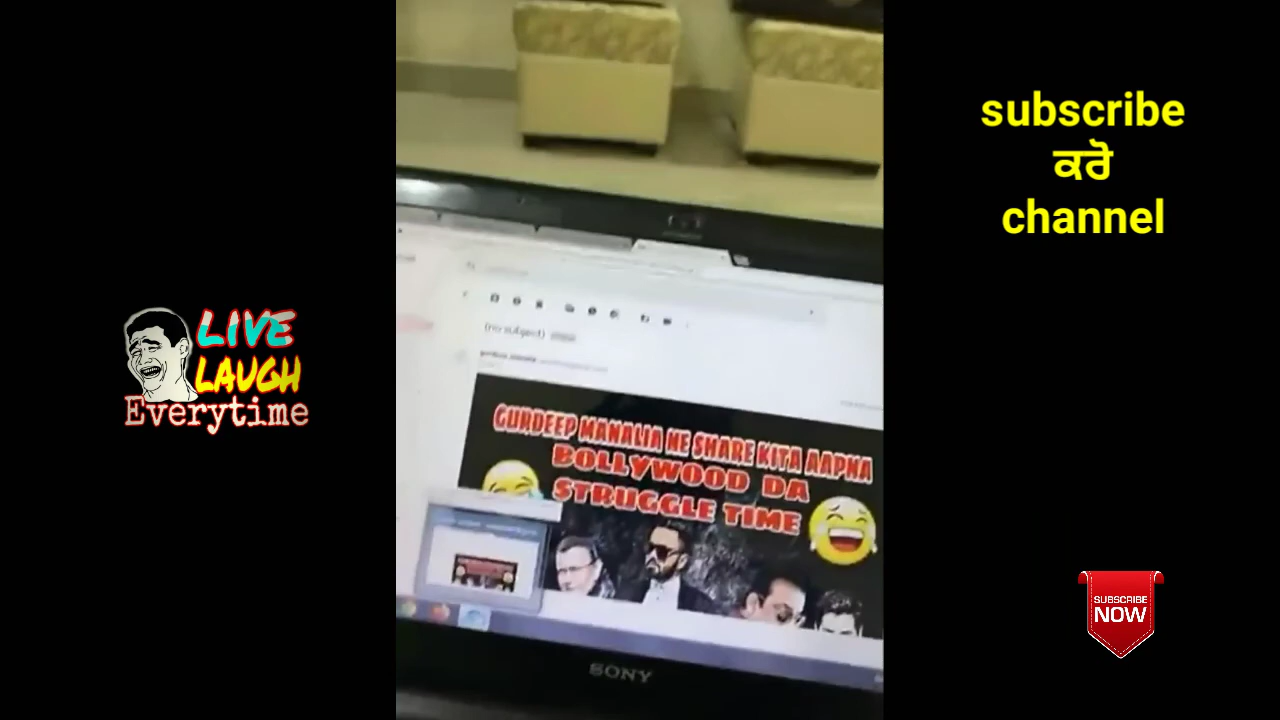 subscribe
ਕਰੋ
channel
LIVE
LAUGH
Everytime
(no subject)
GURDEEP MANALIA NE SHARE KITA AAPNA
BOLLYWOOD DA
STRUGGLE TIME
SONY
SUBSCRIBE
NOW